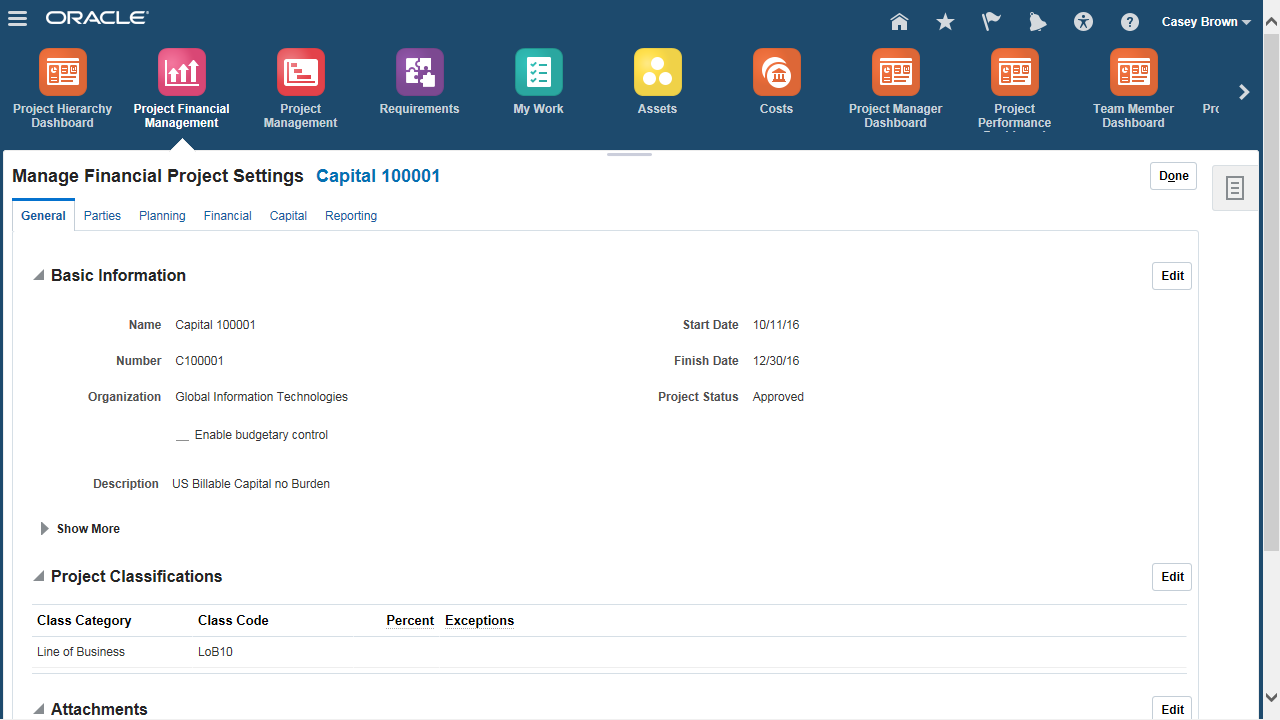 ORACLE
Casey Brown
Project Hierarchy Dashboard
Project Financial Management
Project Management
Requirements
My Work
Assets
Costs
Project Manager Dashboard
Project Performance
Team Member Dashboard
Pro
Manage Financial Project Settings Capital 100001
Done
General Parties Planning Financial Capital Reporting
Basic Information
Edit
Name Capital 100001
Start Date 10/11/16
Number C100001
Finish Date 12/30/16
Organization Global Information Technologies
Project Status Approved
Enable budgetary control
Description US Billable Capital no Burden
Show More
Project Classifications
Edit
Class Category Class Code Percent Exceptions
Line of Business LoB10
Attachments
Edit